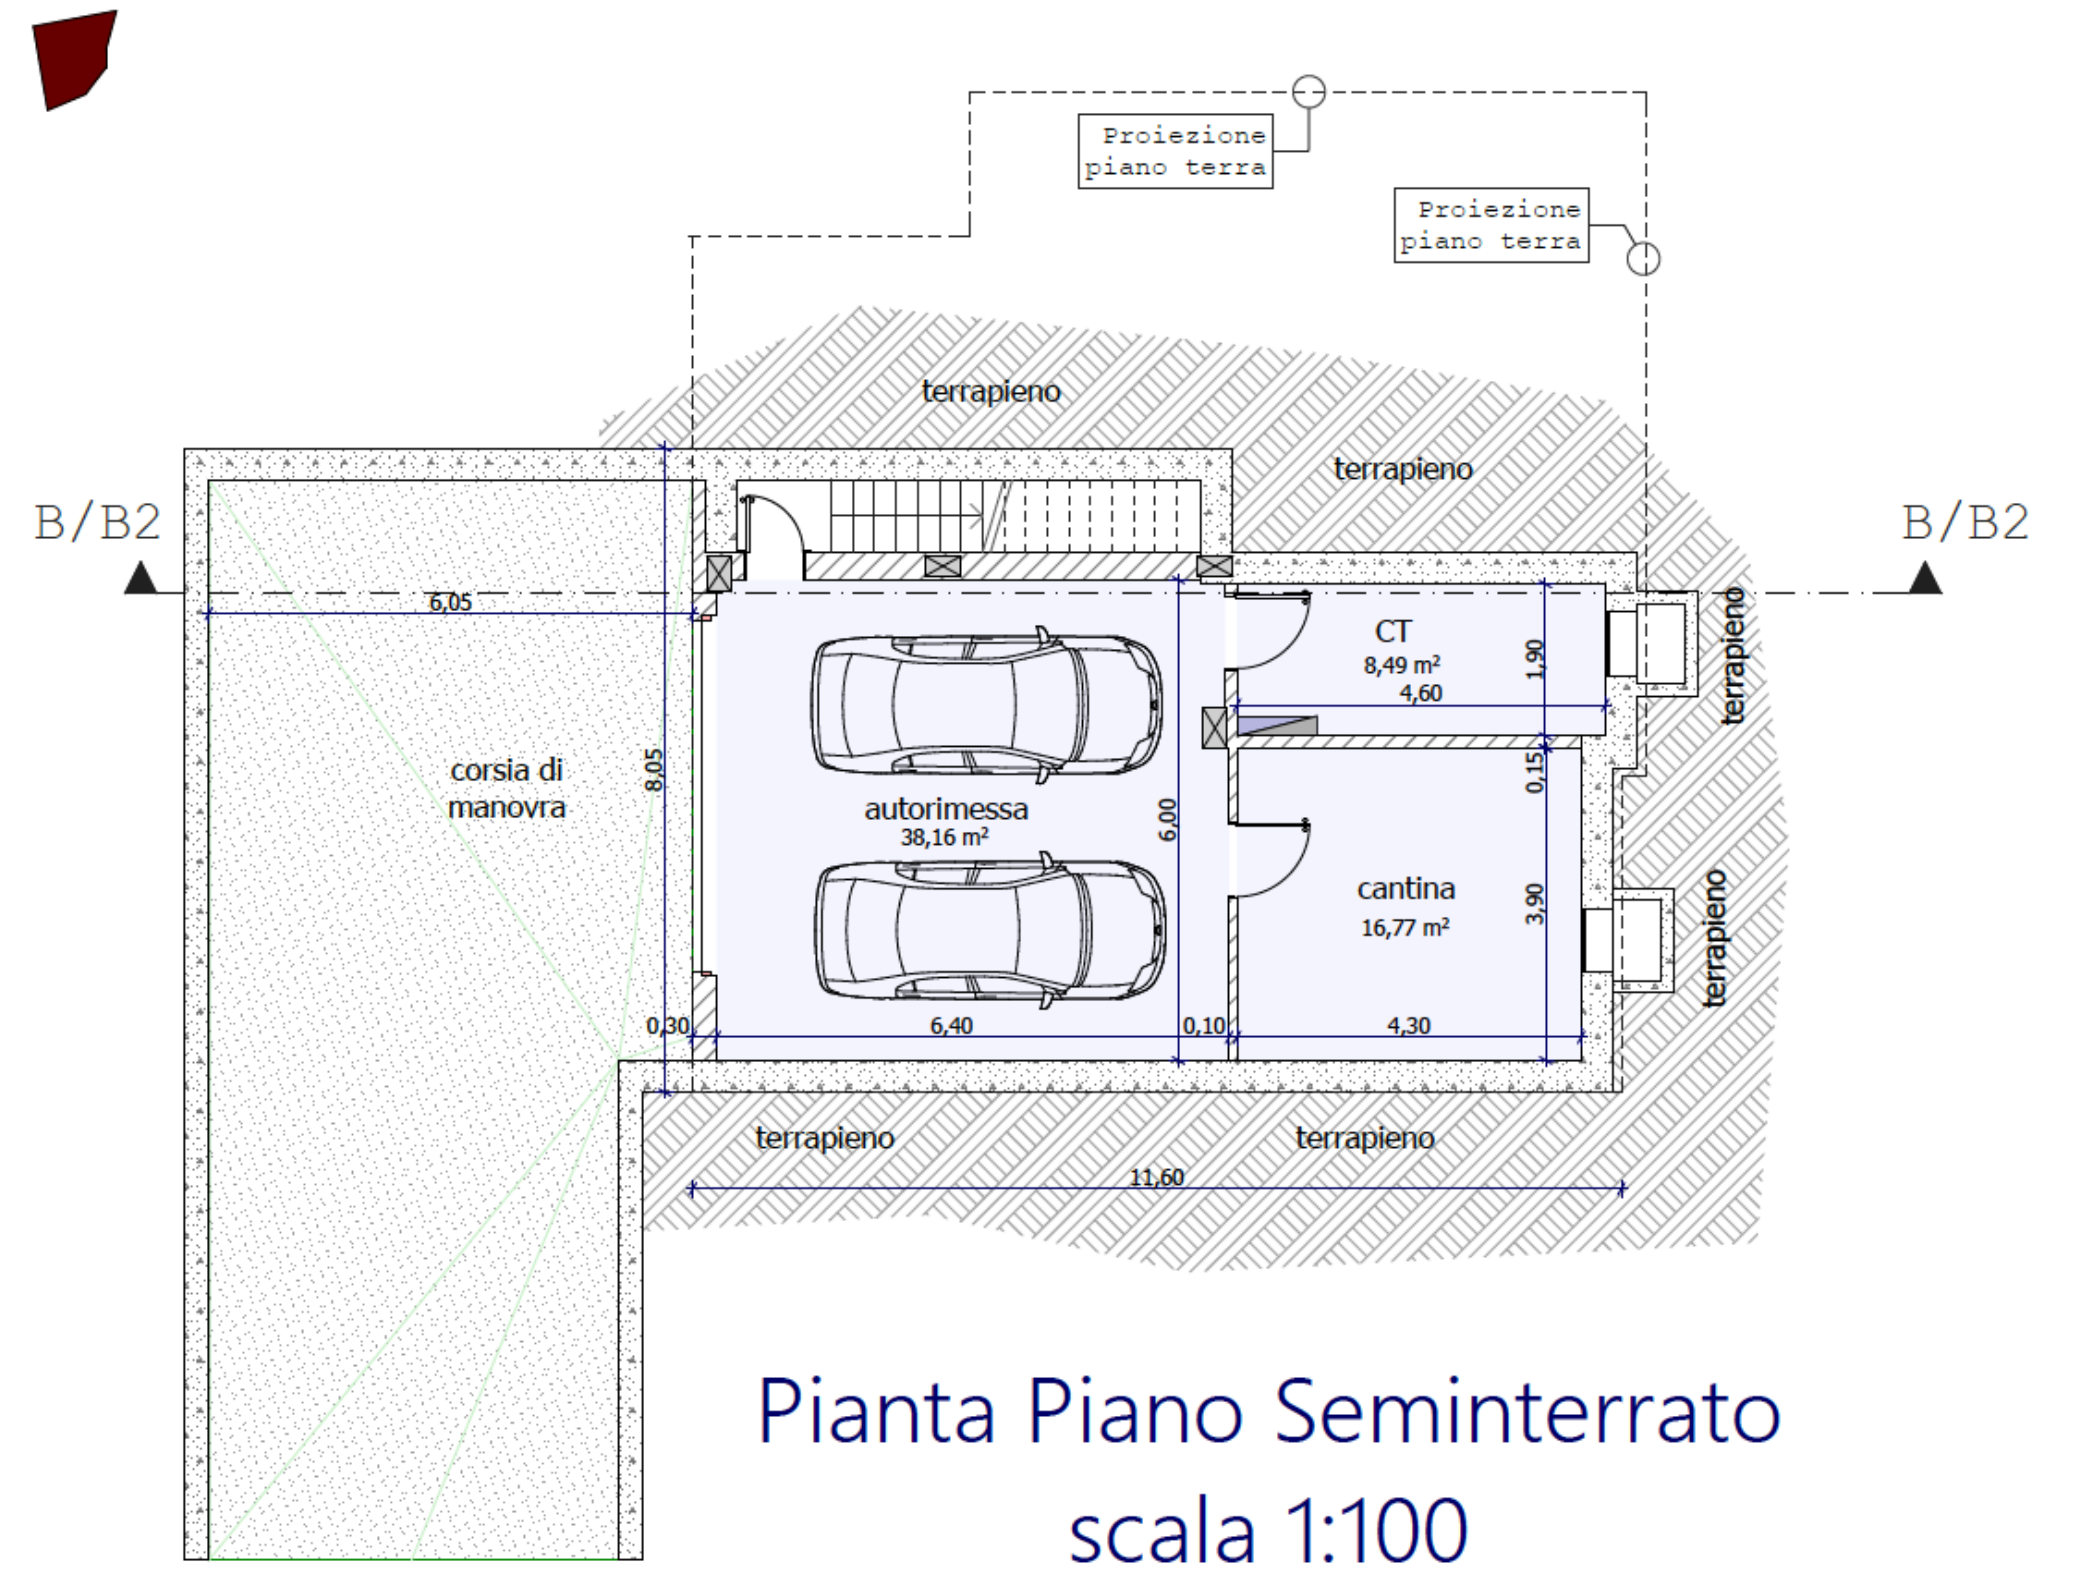 Proiezione
piano terra
Proiezione
piano terra
terrapieno
terrapieno
B/B2
B/B2
6,05
CT
8,49 m²
4,60
1,90
terrapieno
corsia di
manovra
8,05
autorimessa
38,16 m²
6,00
0,15
cantina
16,77 m²
3,90
terrapieno
0,30
6,40
0,10
4,30
terrapieno
terrapieno
11,60
Pianta Piano Seminterrato
scala 1:100